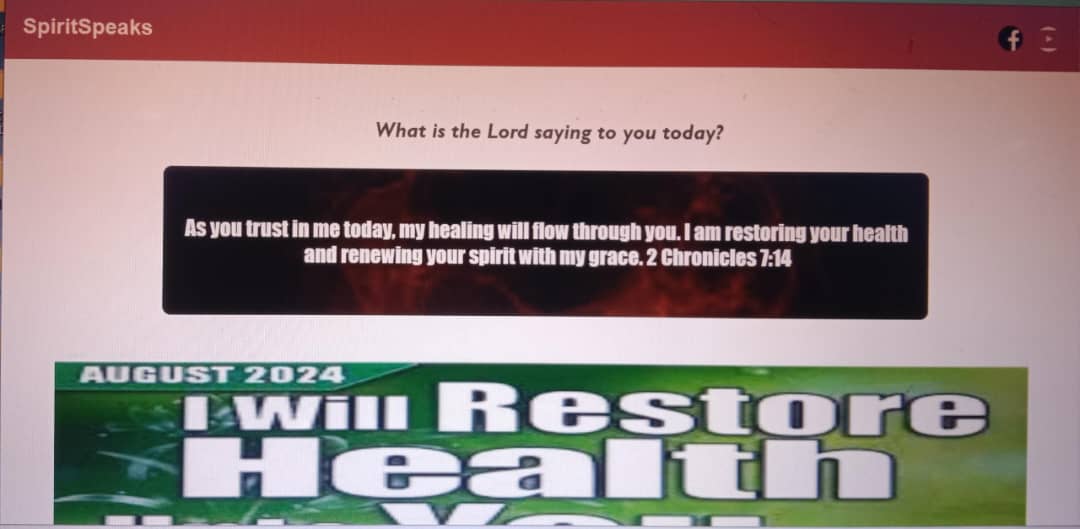 SpiritSpeaks
What is the Lord saying to you today?
As you trust in me today, my healing will flow through you. I am restoring your health
and renewing your spirit with my grace. 2 Chronicles 7:14
AUGUST 2024
I Will Restore
Health